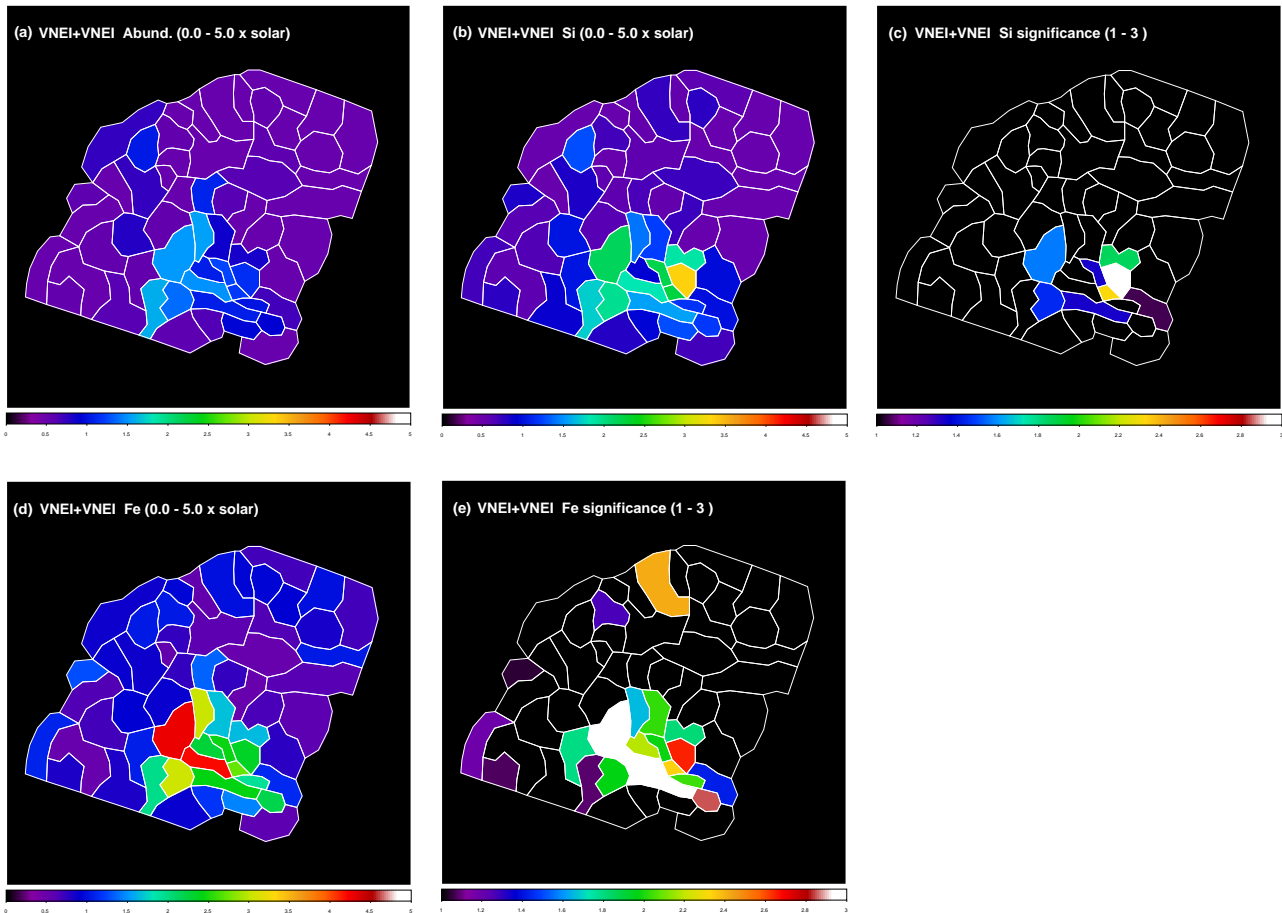 (a) VNEI+VNEI Abund. (0.0 - 5.0 x solar)
(b) VNEI+VNEI Si (0.0 - 5.0 x solar)
(c) VNEI+VNEI Si significance (1 - 3 )
0 0.5 1 1.5 2 2.5 3 3.5 4 4.5 5
0 0.5 1 1.5 2 2.5 3 3.5 4 4.5 5
1 1.2 1.4 1.6 1.8 2 2.2 2.4 2.6 2.8 3
(d) VNEI+VNEI Fe (0.0 - 5.0 x solar)
(e) VNEI+VNEI Fe significance (1 - 3 )
0 0.5 1 1.5 2 2.5 3 3.5 4 4.5 5
1 1.2 1.4 1.6 1.8 2 2.2 2.4 2.6 2.8 3